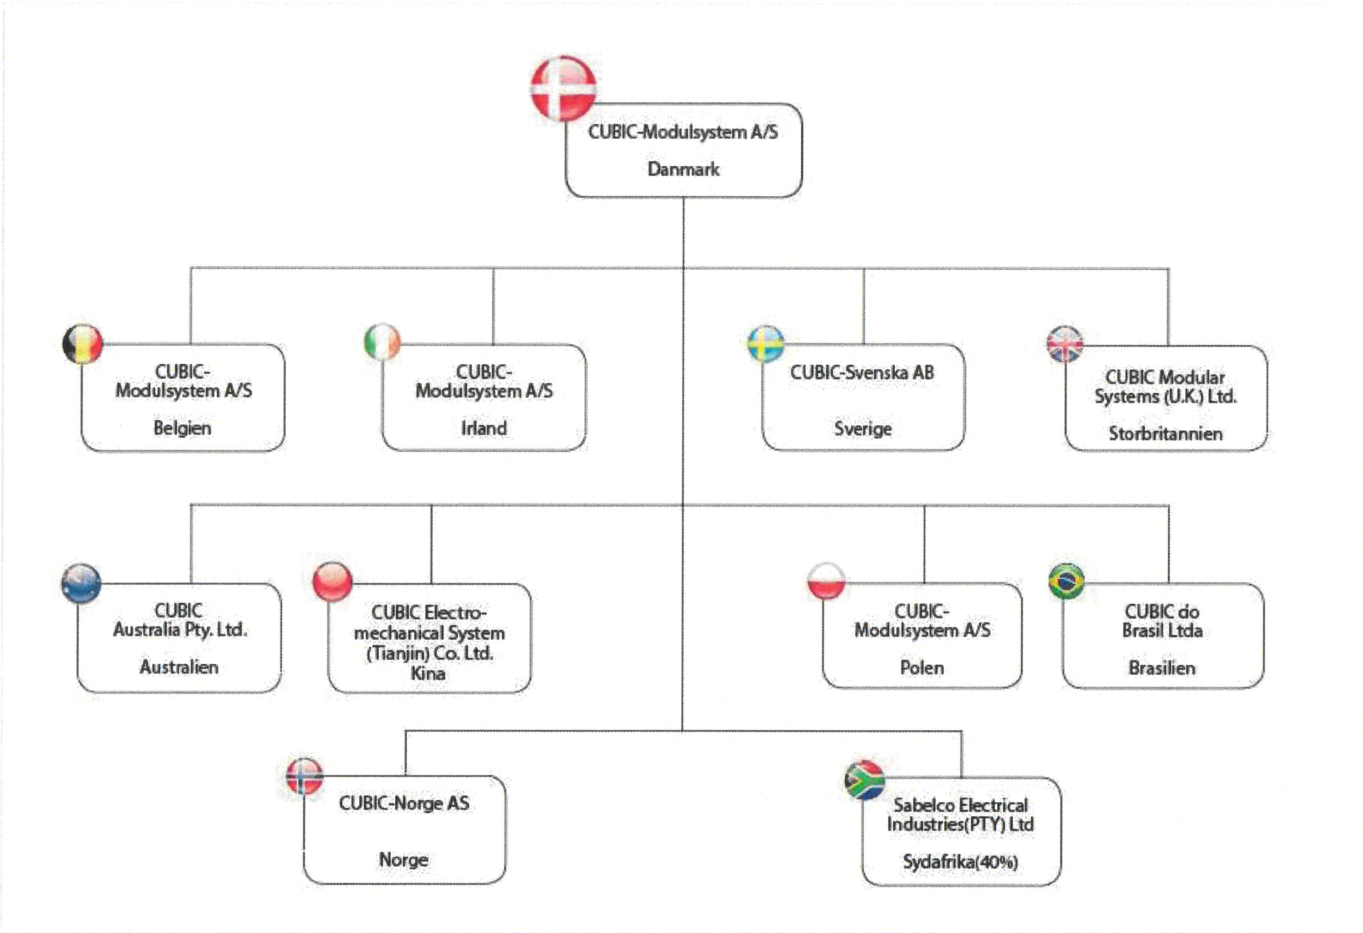 CUBIC-Modulsystem A/S
Danmark
CUBIC-
Modulsystem A/S
Belgien
CUBIC-
Modulsystem A/S
Irland
CUBIC-Svenska AB
Sverige
CUBIC Modular
Systems (U.K.) Ltd.
Storbritannien
CUBIC
Australia Pty. Ltd.
Australien
CUBIC Electro-
mechanical System
(Tianjin) Co. Ltd.
Kina
CUBIC-
Modulsystem A/S
Polen
CUBIC do
Brasil Ltda
Brasilien
CUBIC-Norge AS
Norge
Sabelco Electrical
Industries(PTY) Ltd
Sydafrika(40%)